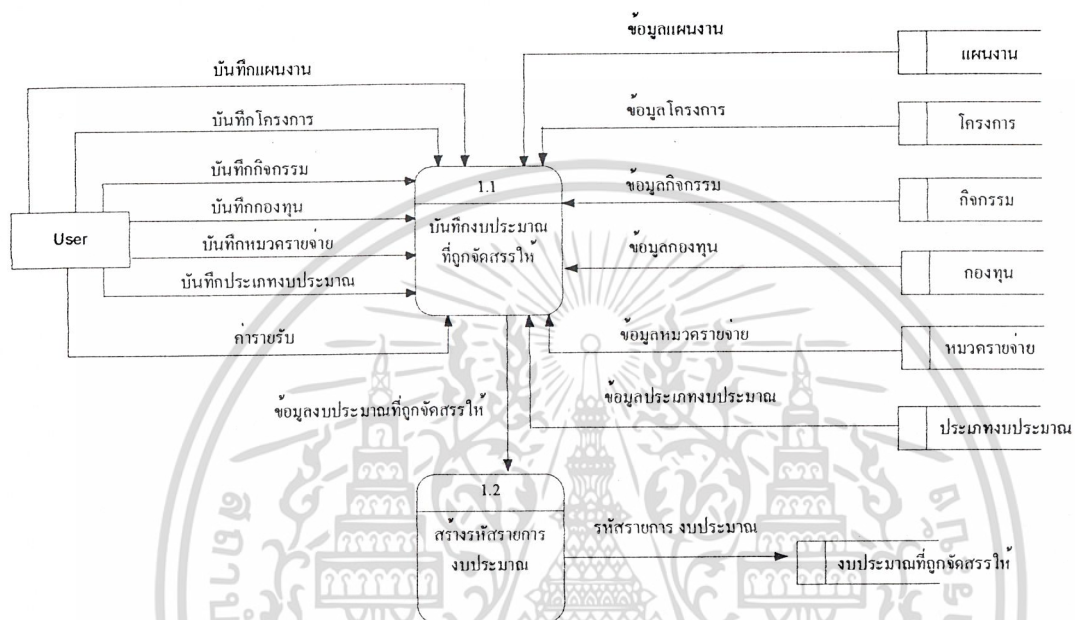 ข้อมูลแผนงาน
แผนงาน
บันทึกแผนงาน
ข้อมูลโครงการ
โครงการ
บันทึกโครงการ
บันทึกกิจกรรม
1.1
ข้อมูลกิจกรรม
กิจกรรม
บันทึกกองทุน
บันทึกงบประมาณ
ที่ถูกจัดสรรให้
User
บันทึกหมวดรายจ่าย
ข้อมูลกองทุน
กองทุน
บันทึกประเภทงบประมาณ
ค่ารายรับ
ข้อมูลหมวดรายจ่าย
หมวดรายจ่าย
ข้อมูลงบประมาณที่ถูกจัดสรรให้
ข้อมูลประเภทงบประมาณ
ประเภทงบประมาณ
1.2
สร้างรหัสรายการ
งบประมาณ
รหัสรายการ งบประมาณ
งบประมาณที่ถูกจัดสรรให้